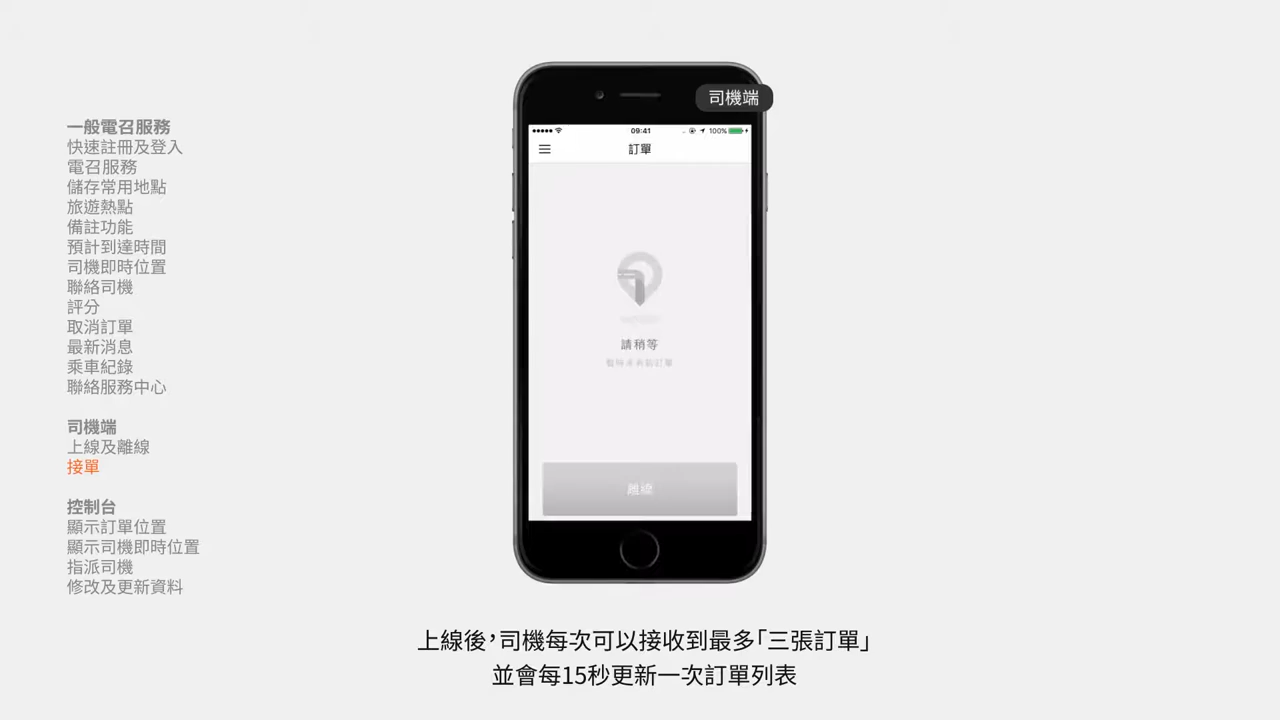 一般電召服務
快速註冊及登入
電召服務
儲存常用地點
旅遊熱點
備註功能
預計到達時間
司機即時位置
聯絡司機
評分
取消訂單
最新消息
乘車紀錄
聯絡服務中心
司機端
上線及離線
接單
控制台
顯示訂單位置
顯示司機即時位置
指派司機
修改及更新資料
司機端
09:41
100%
訂單
請稍等
離線
上線後，司機每次可以接收到最多「三張訂單」
並會每15秒更新一次訂單列表